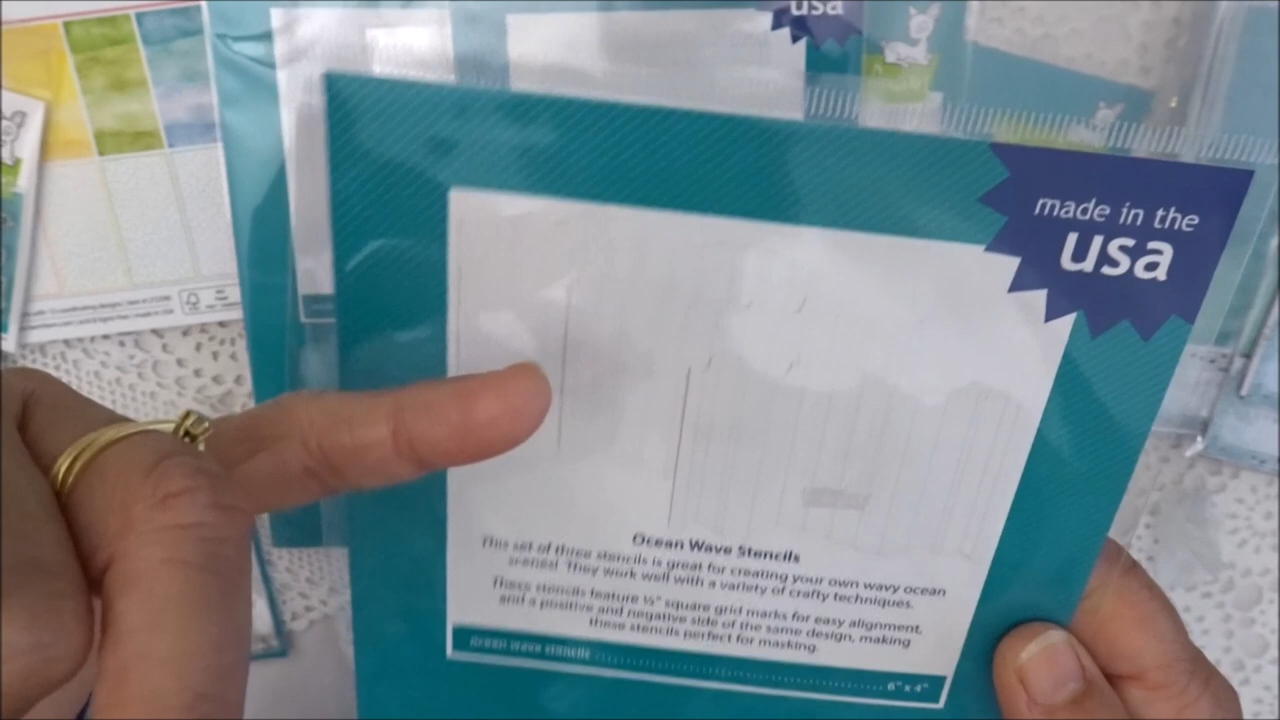 usa
made in the
usa
Ocean Wave Stencils
This set of three stencils is great for creating your own wavy ocean
scenes! They work well with a variety of crafty techniques.
These stencils feature ½" square grid marks for easy alignment,
and a positive and negative side of the same design, making
these stencils perfect for masking.
ocean wave stencils 6" x 4"